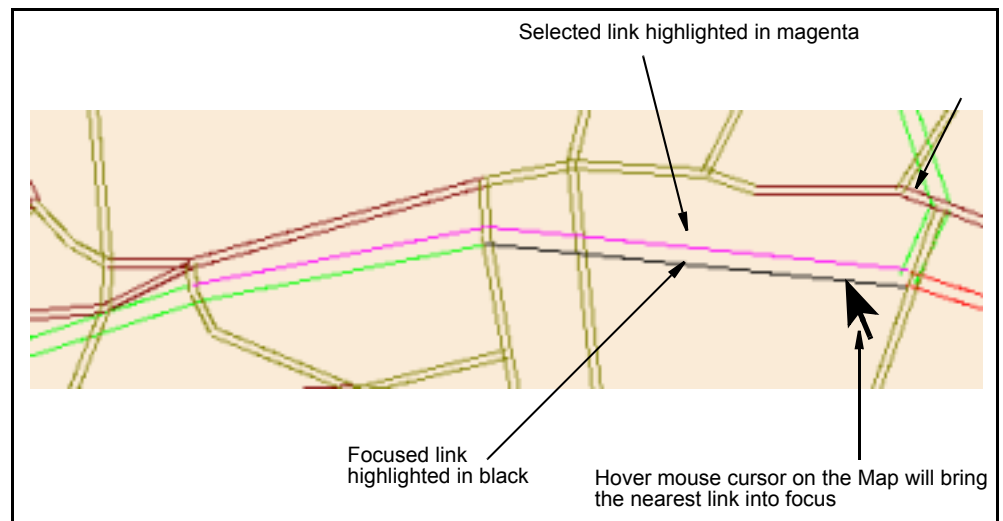 Selected link highlighted in magenta
Focused link
highlighted in black
Hover mouse cursor on the Map will bring
the nearest link into focus